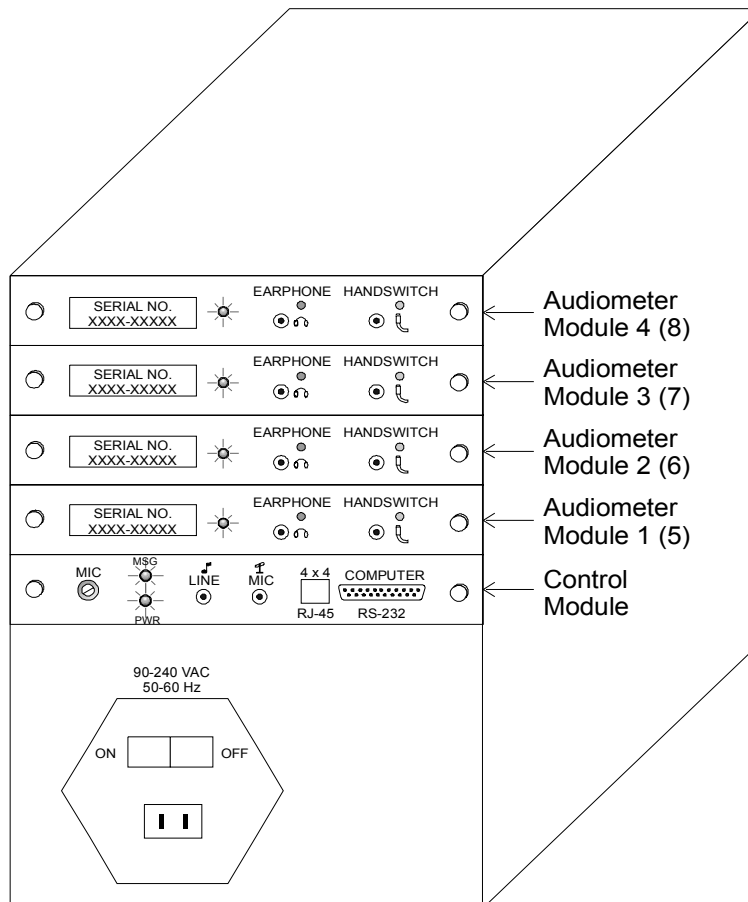 EARPHONE HANDSWITCH
SERIAL NO.
XXXX-XXXXX
Audiometer
Module 4 (8)
EARPHONE HANDSWITCH
SERIAL NO.
XXXX-XXXXX
Audiometer
Module 3 (7)
EARPHONE HANDSWITCH
SERIAL NO.
XXXX-XXXXX
Audiometer
Module 2 (6)
EARPHONE HANDSWITCH
SERIAL NO.
XXXX-XXXXX
Audiometer
Module 1 (5)
MIC
MSG
PWR
LINE
MIC
4 x 4
RJ-45
COMPUTER
RS-232
Control
Module
90-240 VAC
50-60 Hz
ON OFF